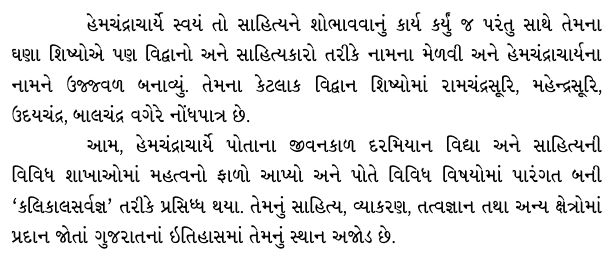 હેમચંદ્રાચાર્યે સ્વયં તો સાહિત્યને શોભાવવાનું કાર્ય કર્યું જ પરંતુ સાથે તેમના
ઘણા શિષ્યોએ પણ વિદ્વાનો અને સાહિત્યકારો તરીકે નામના મેળવી અને હેમચંદ્રાચાર્યના
નામને ઉજ્જવળ બનાવ્યું. તેમના કેટલાક વિદ્વાન શિષ્યોમાં રામચંદ્રસૂરિ, મહેન્દ્રસૂરિ,
ઉદયચંદ્ર, બાલચંદ્ર વગેરે નોંધપાત્ર છે.
આમ, હેમચંદ્રાચાર્યે પોતાના જીવનકાળ દરમિયાન વિદ્યા અને સાહિત્યની
વિવિધ શાખાઓમાં મહત્વનો ફાળો આપ્યો અને પોતે વિવિધ વિષયોમાં પારંગત બની
‘કલિકાલસર્વજ્ઞ’ તરીકે પ્રસિધ્ધ થયા. તેમનું સાહિત્ય, વ્યાકરણ, તત્વજ્ઞાન તથા અન્ય ક્ષેત્રોમાં
પ્રદાન જોતાં ગુજરાતનાં ઇતિહાસમાં તેમનું સ્થાન અજોડ છે.